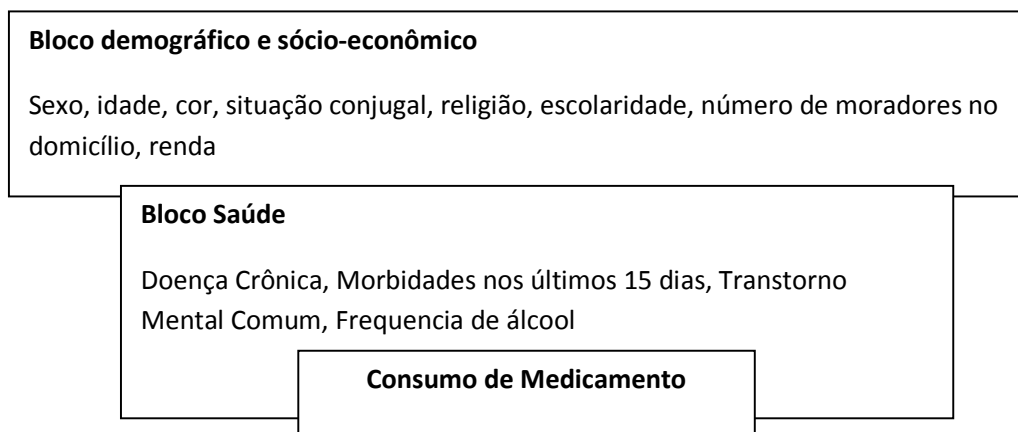 Bloco demográfico e sócio-econômico
Sexo, idade, cor, situação conjugal, religião, escolaridade, número de moradores no
domicílio, renda
Bloco Saúde
Doença Crônica, Morbidades nos últimos 15 dias, Transtorno
Mental Comum, Frequencia de álcool
Consumo de Medicamento